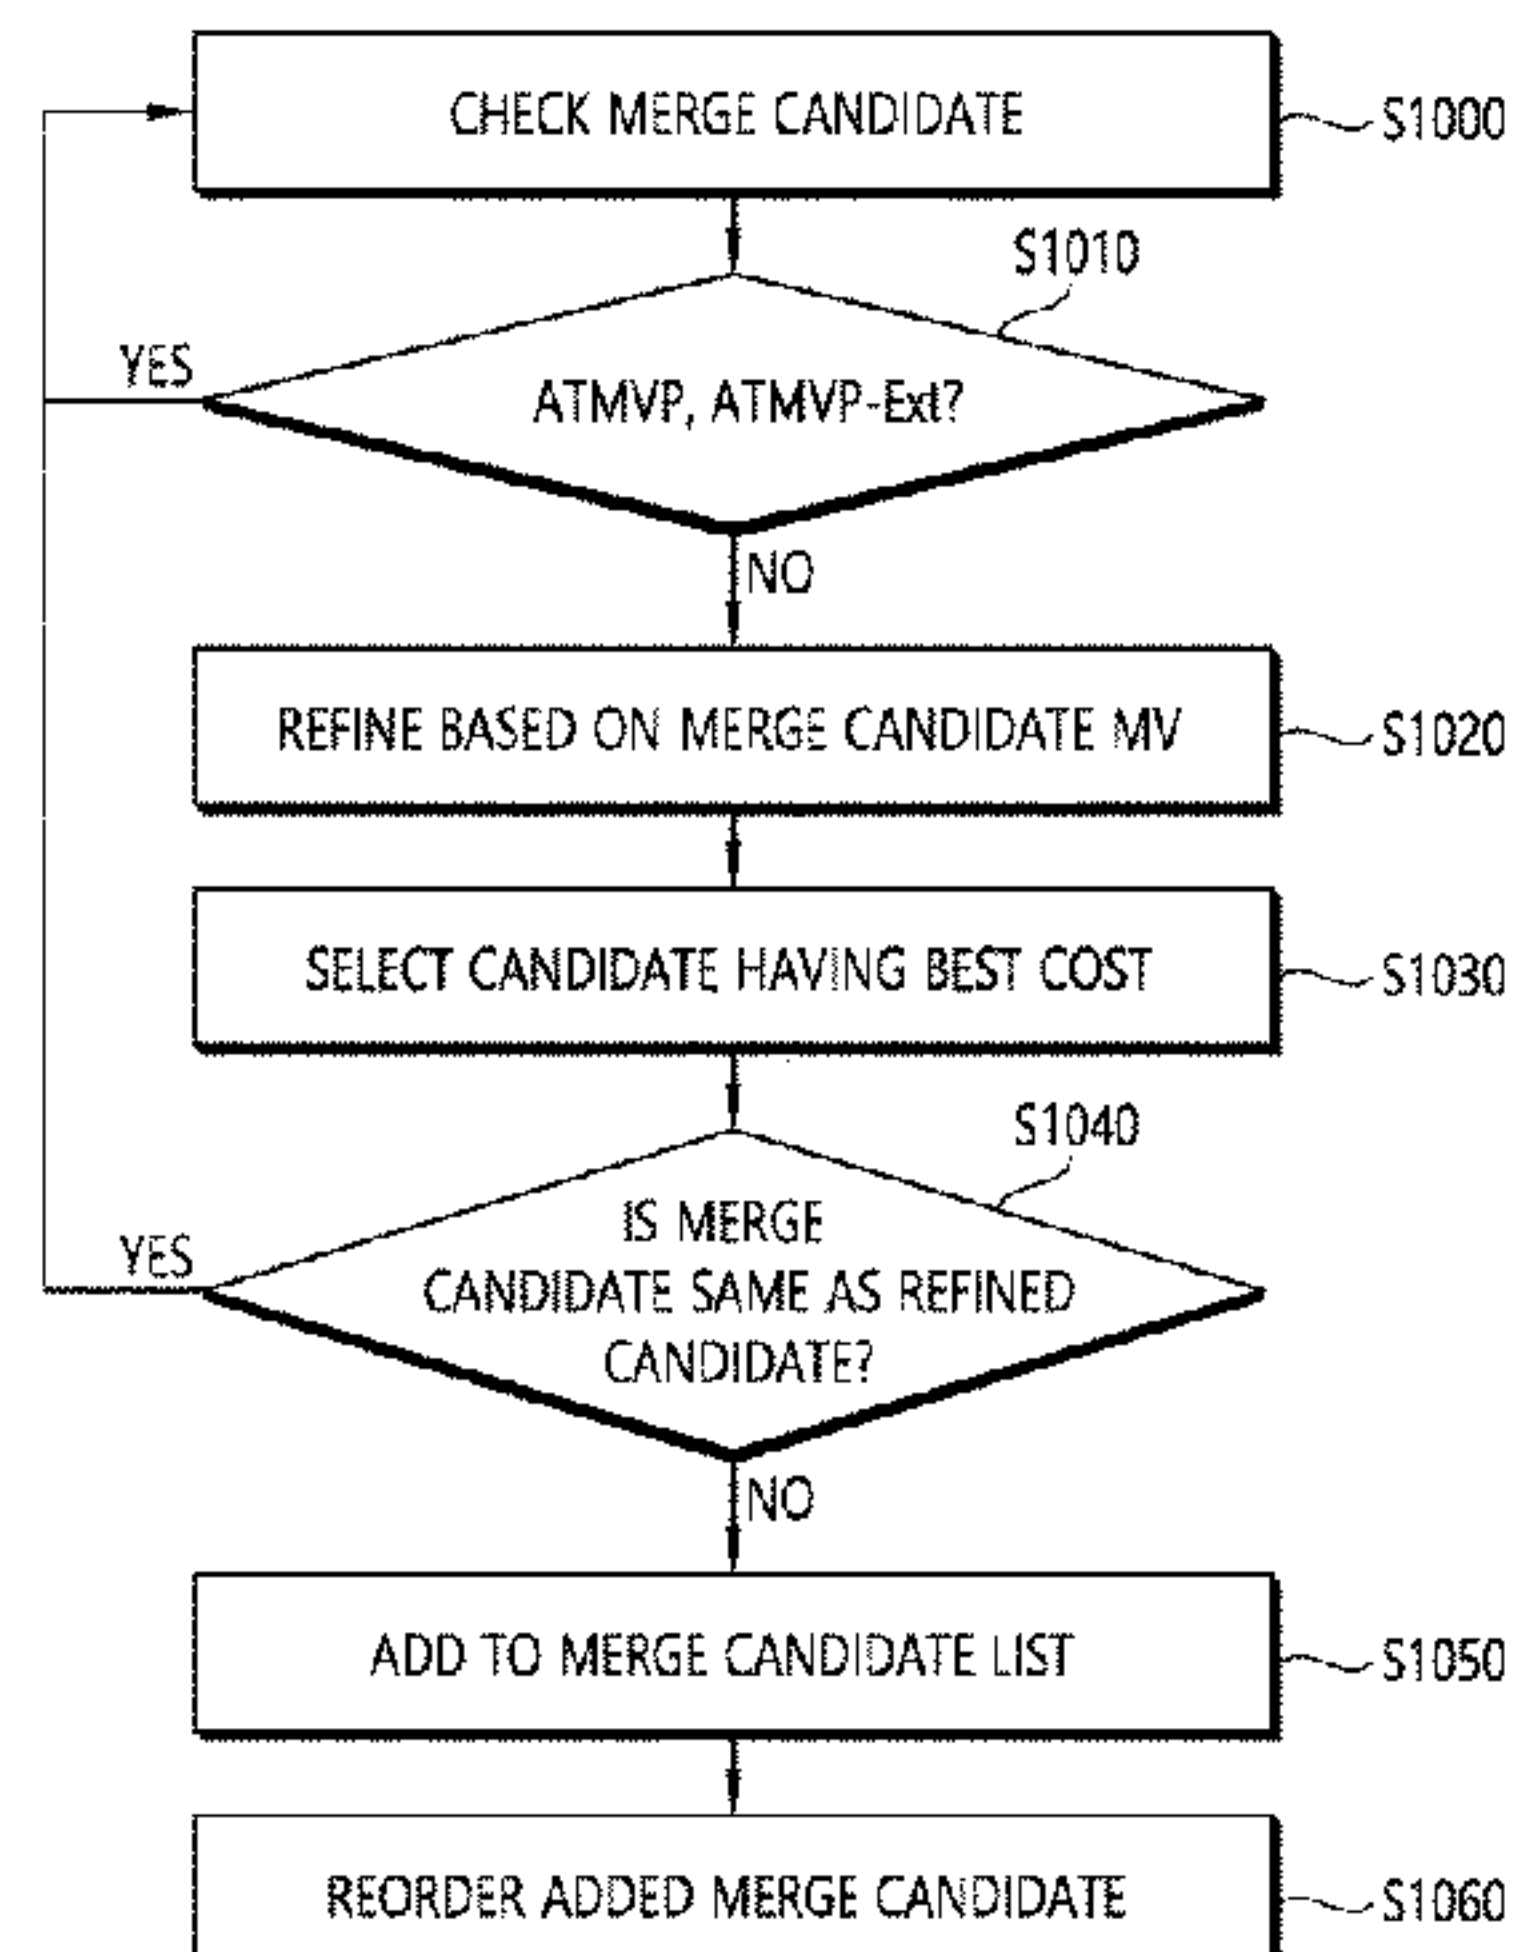 CHECK MERGE CANDIDATE
S1000
S1010
YES
ATMVP, ATMVP-Ext?
NO
REFINE BASED ON MERGE CANDIDATE MV
S1020
SELECT CANDIDATE HAVING BEST COST
S1030
S1040
IS MERGE
YES
CANDIDATE SAME AS REFINED
CANDIDATE?
NO
ADD TO MERGE CANDIDATE LIST
S1050
REORDER ADDED MERGE CANDIDATE
S1060